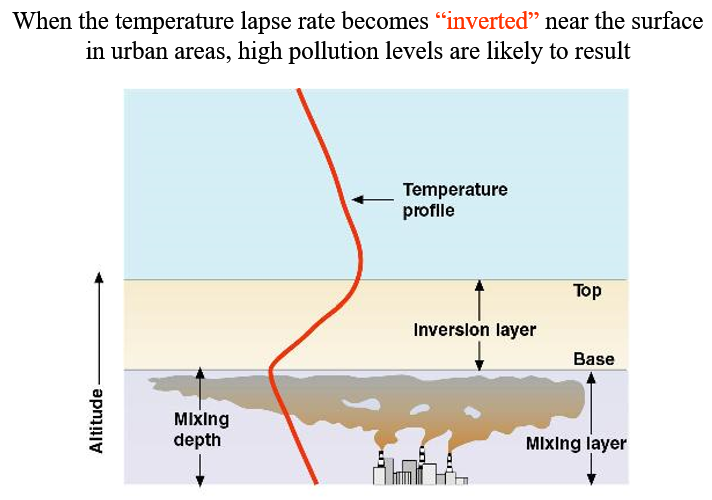 When the temperature lapse rate becomes “inverted” near the surface
in urban areas, high pollution levels are likely to result
Temperature
profile
Top
Inversion layer
Base
Altitude
Mixing
depth
Mixing layer